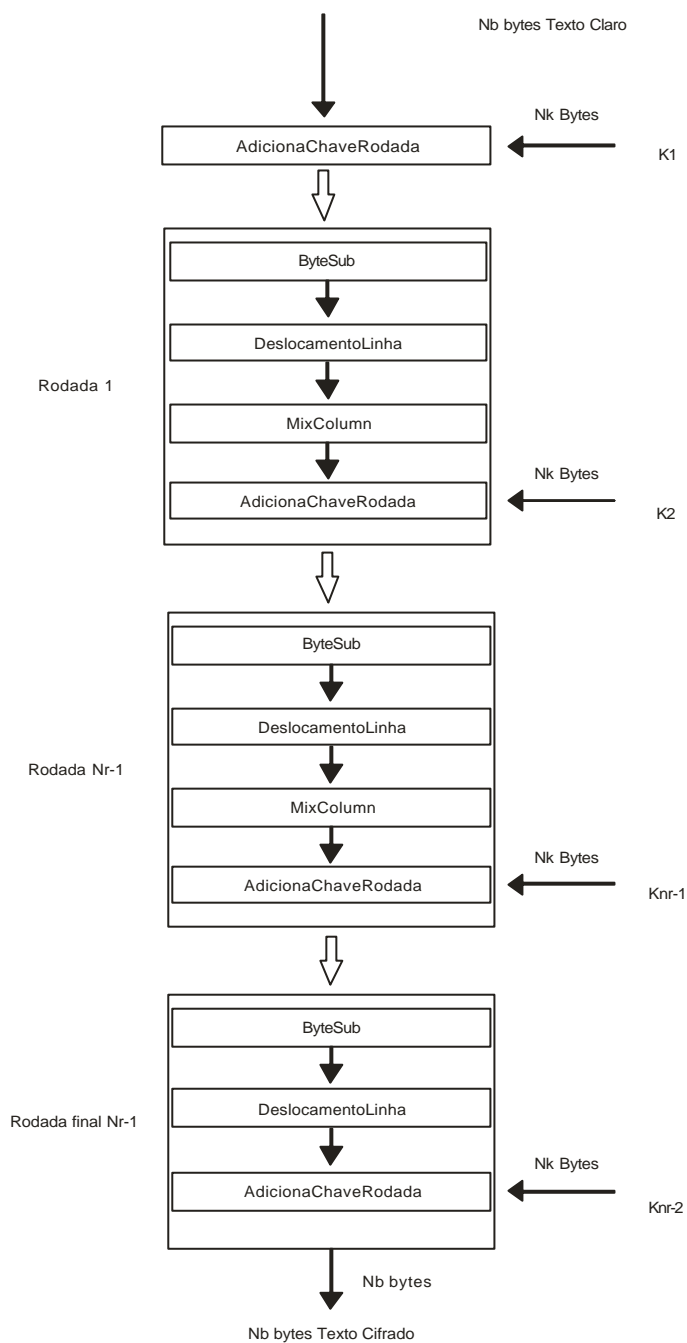 Nb bytes Texto Claro
Nk Bytes
AdicionaChaveRodada
K1
ByteSub
DeslocamentoLinha
Rodada 1
MixColumn
Nk Bytes
AdicionaChaveRodada
K2
ByteSub
DeslocamentoLinha
Rodada Nr-1
MixColumn
Nk Bytes
AdicionaChaveRodada
Knr-1
ByteSub
DeslocamentoLinha
Rodada final Nr-1
Nk Bytes
AdicionaChaveRodada
Knr-2
Nb bytes
Nb bytes Texto Cifrado